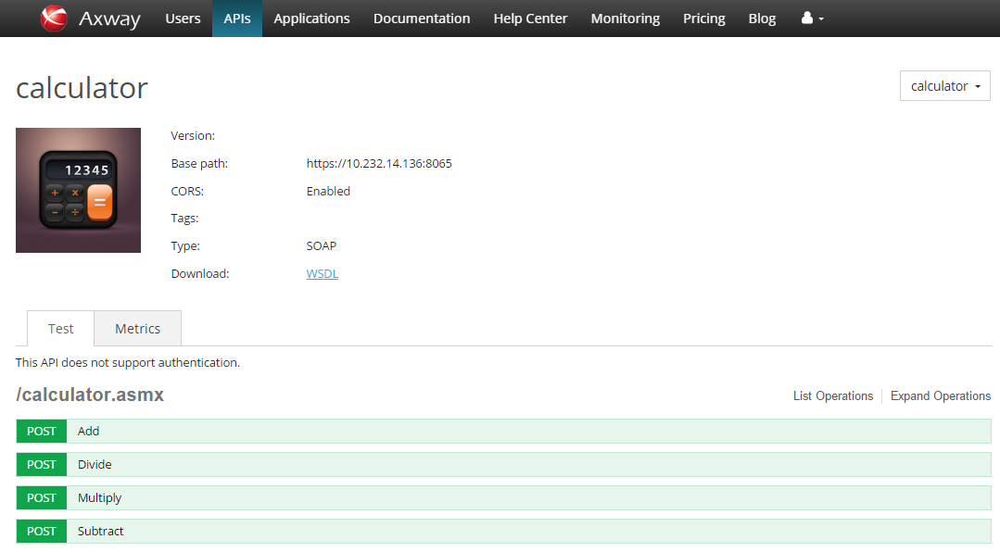 Axway Users APIs Applications Documentation Help Center Monitoring Pricing Blog
calculator
calculator
12345
+ ×
− ÷ =
Version:
Base path: https://10.232.14.136:8065
CORS: Enabled
Tags:
Type: SOAP
Download: WSDL
Test Metrics
This API does not support authentication.
/calculator.asmx
List Operations Expand Operations
POST Add
POST Divide
POST Multiply
POST Subtract